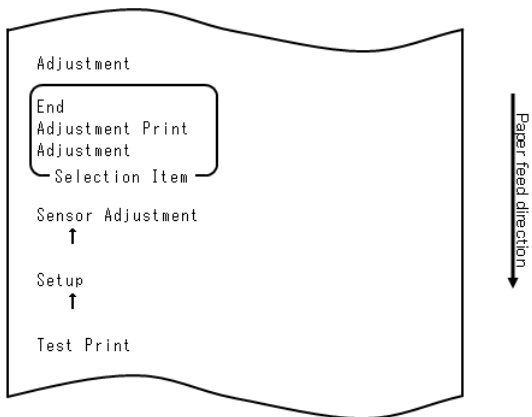 Adjustment
End
Adjustment Print
Adjustment
Selection Item
Sensor Adjustment
↑
Setup
↑
Test Print
Paper feed direction